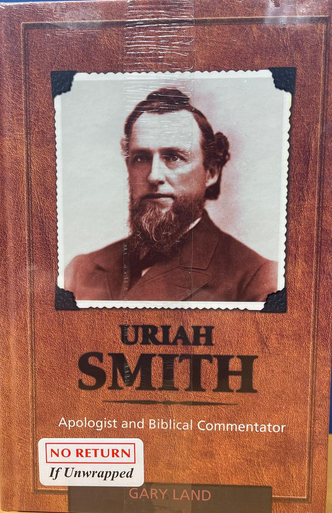 URIAH
SMITH
Apologist and Biblical Commentator
NO RETURN
If Unwrapped
GARY LAND